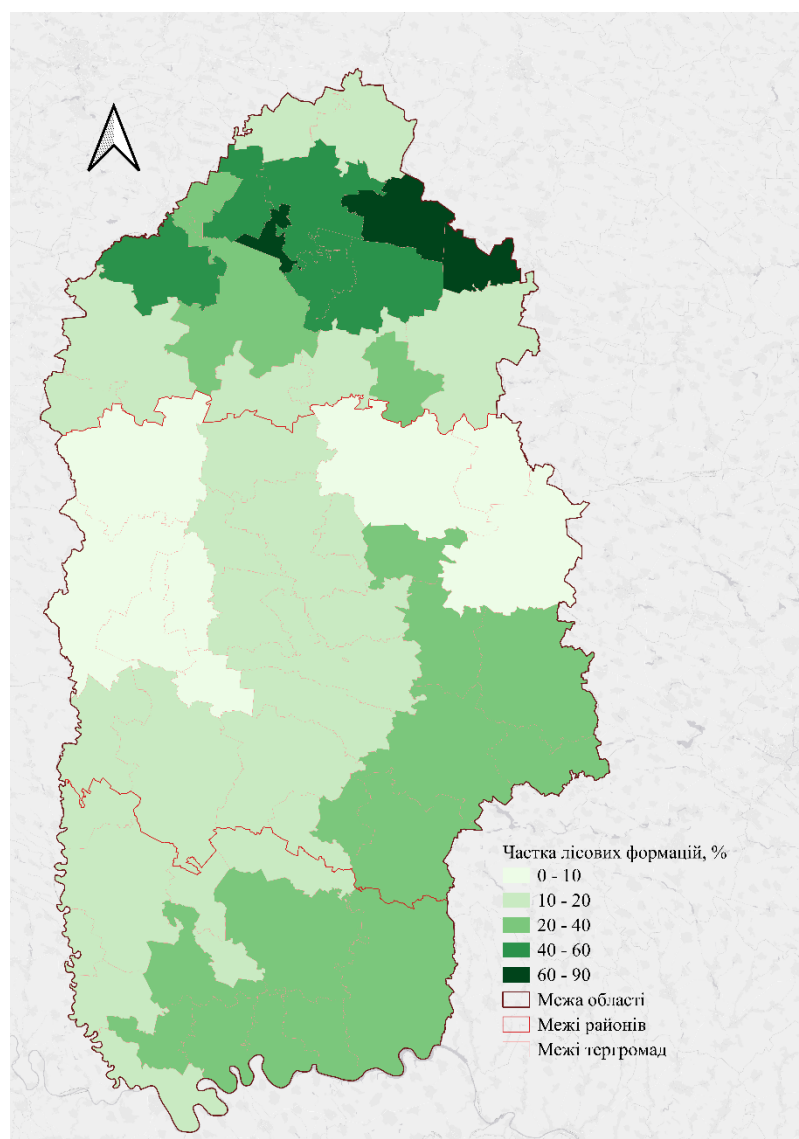 Частка лісових формацій, %
0 - 10
10 - 20
20 - 40
40 - 60
60 - 90
Межа області
Межі районів
Межі тергромад